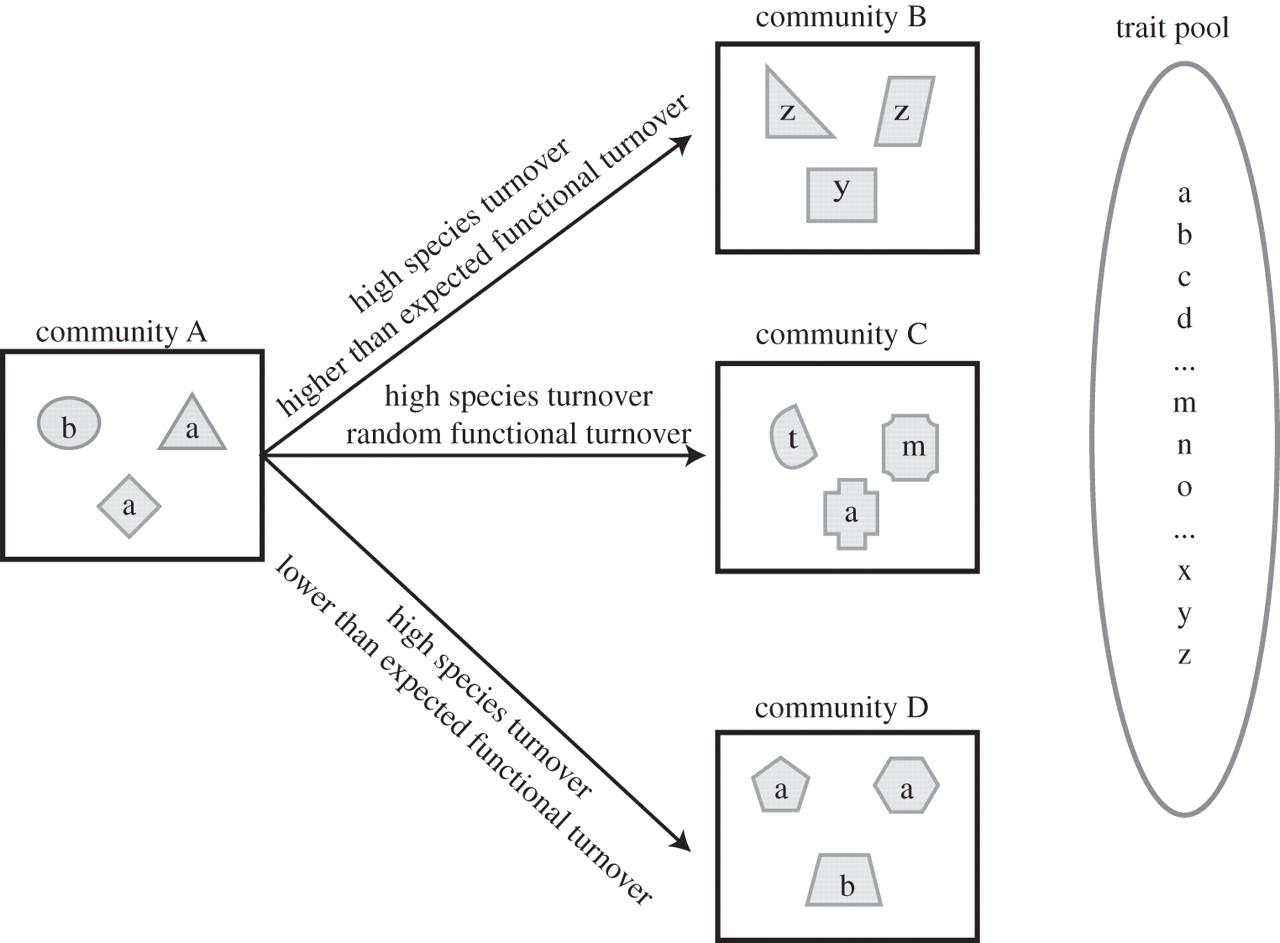 community A
b
a
a
high species turnover
higher than expected functional turnover
high species turnover
random functional turnover
high species turnover
lower than expected functional turnover
community B
z
z
y
community C
t
m
a
community D
a
a
b
trait pool
a
b
c
d
...
m
n
o
...
x
y
z